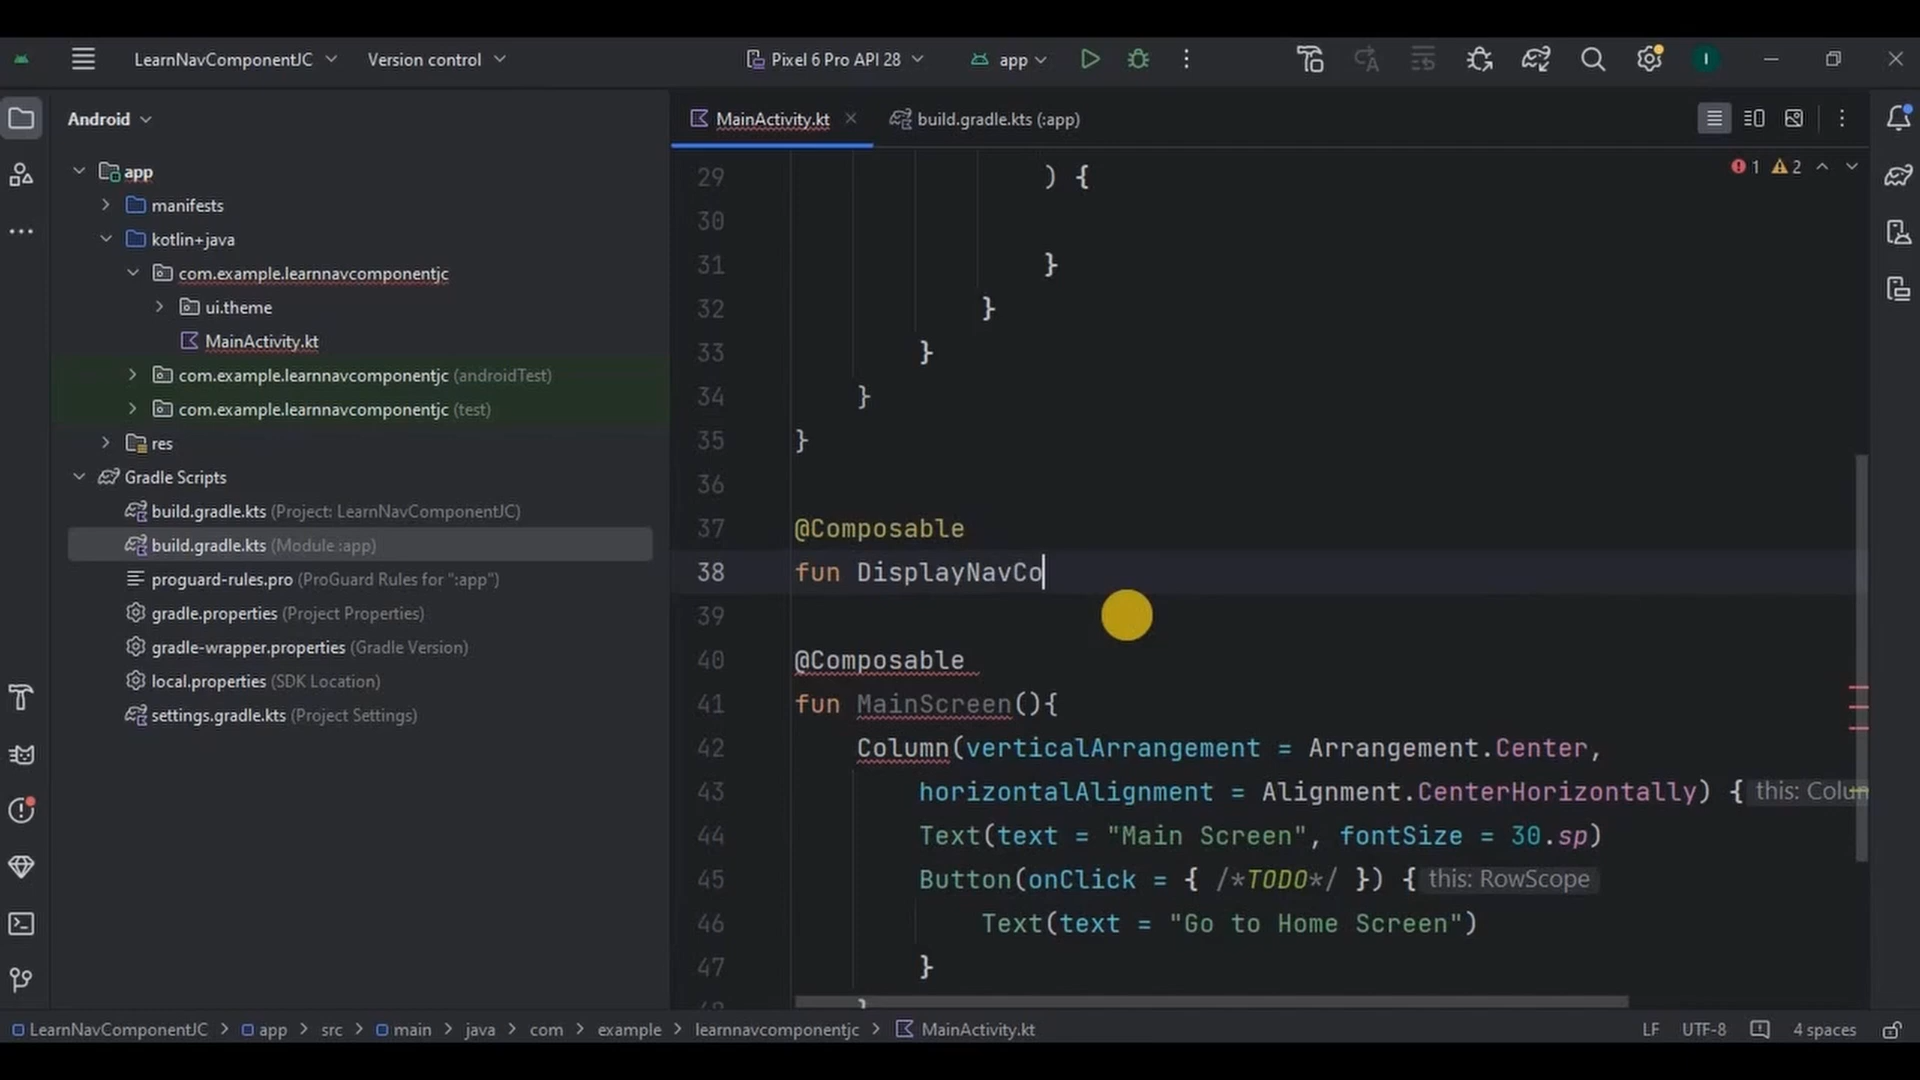 LearnNavComponentJC Version control Pixel 6 Pro API 28 app I
Android
MainActivity.kt build.gradle.kts (:app)
app
manifests
kotlin+java
com.example.learnnavcomponentjc
ui.theme
MainActivity.kt
com.example.learnnavcomponentjc (androidTest)
com.example.learnnavcomponentjc (test)
res
Gradle Scripts
build.gradle.kts (Project: LearnNavComponentJC)
build.gradle.kts (Module :app)
proguard-rules.pro (ProGuard Rules for ":app")
gradle.properties (Project Properties)
gradle-wrapper.properties (Gradle Version)
local.properties (SDK Location)
settings.gradle.kts (Project Settings)
1 2
29 ) {
30
31 }
32 }
33 }
34 }
35 }
36
37 @Composable
38 fun DisplayNavCo
39
40 @Composable
41 fun MainScreen(){
42 Column(verticalArrangement = Arrangement.Center,
43 horizontalAlignment = Alignment.CenterHorizontally) { this: Colum
44 Text(text = "Main Screen", fontSize = 30.sp)
45 Button(onClick = { /*TODO*/ }) { this: RowScope
46 Text(text = "Go to Home Screen")
47 }
LearnNavComponentJC app src main java com example learnnavcomponentjc MainActivity.kt LF UTF-8 4 spaces